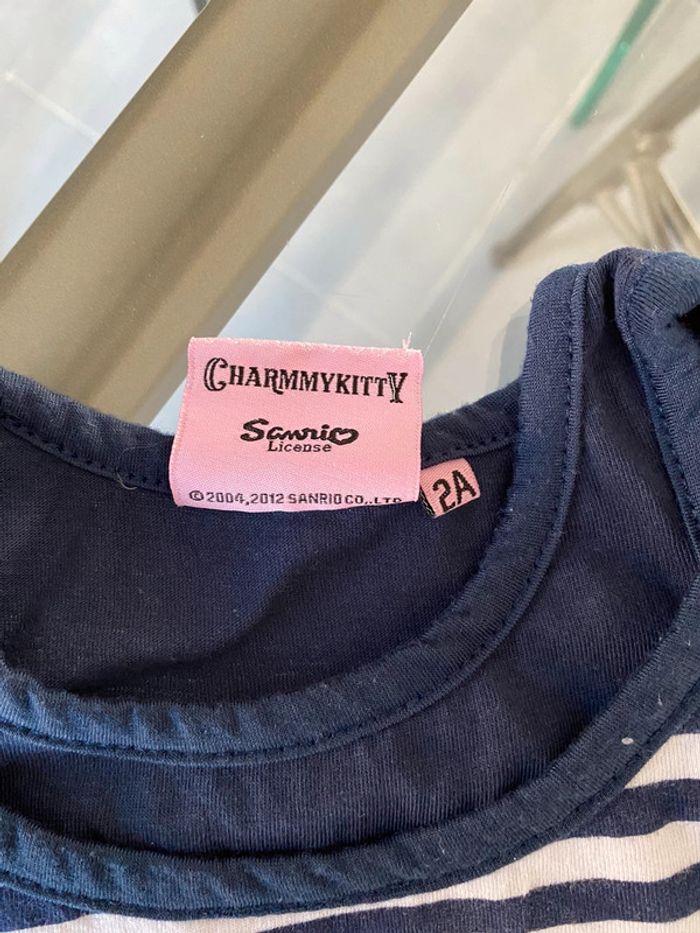 CHARMMYKITTY
Sanrio
License
©2004,2012 SANRIO CO.,LTD
2A